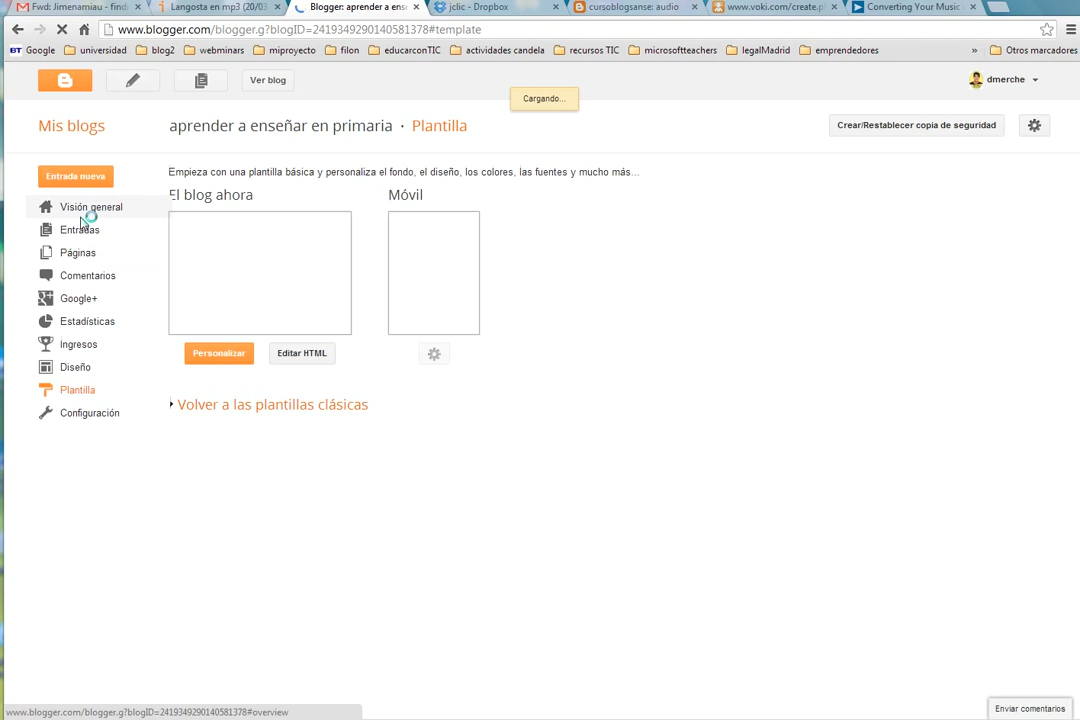 Fwd: Jimenamiau - find
Langosta en mp3 (20/03
Blogger: aprender a ense
jclic - Dropbox
cursoblogsanse: audio
www.voki.com/create.p
Converting Your Music
www.blogger.com/blogger.g?blogID=2419349290140581378#template
Google
universidad
blog2
webminars
miproyecto
filon
educarconTIC
actividades candela
recursos TIC
microsoftteachers
legalMadrid
emprendedores
»
Otros marcadores
Ver blog
dmerche
Cargando...
Mis blogs
aprender a enseñar en primaria · Plantilla
Crear/Restablecer copia de seguridad
Entrada nueva
Empieza con una plantilla básica y personaliza el fondo, el diseño, los colores, las fuentes y mucho más...
El blog ahora
Móvil
Visión general
Entradas
Páginas
Comentarios
Google+
Estadísticas
Ingresos
Diseño
Plantilla
Configuración
Personalizar
Editar HTML
Volver a las plantillas clásicas
www.blogger.com/blogger.g?blogID=2419349290140581378#overview
Enviar comentarios